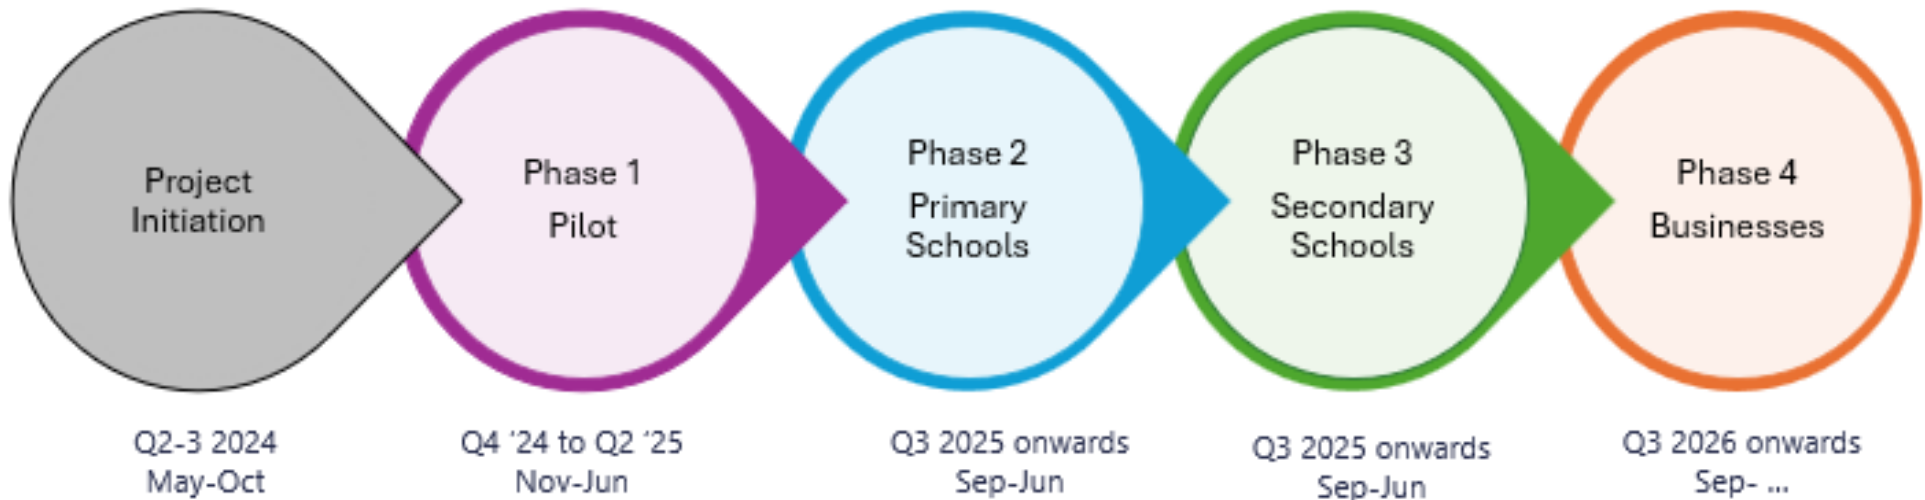 Project
Initiation
Phase 1
Pilot
Phase 2
Primary
Schools
Phase 3
Secondary
Schools
Phase 4
Businesses
Q2-3 2024
May-Oct
Q4 ‘24 to Q2 ‘25
Nov-Jun
Q3 2025 onwards
Sep-Jun
Q3 2025 onwards
Sep-Jun
Q3 2026 onwards
Sep- ...